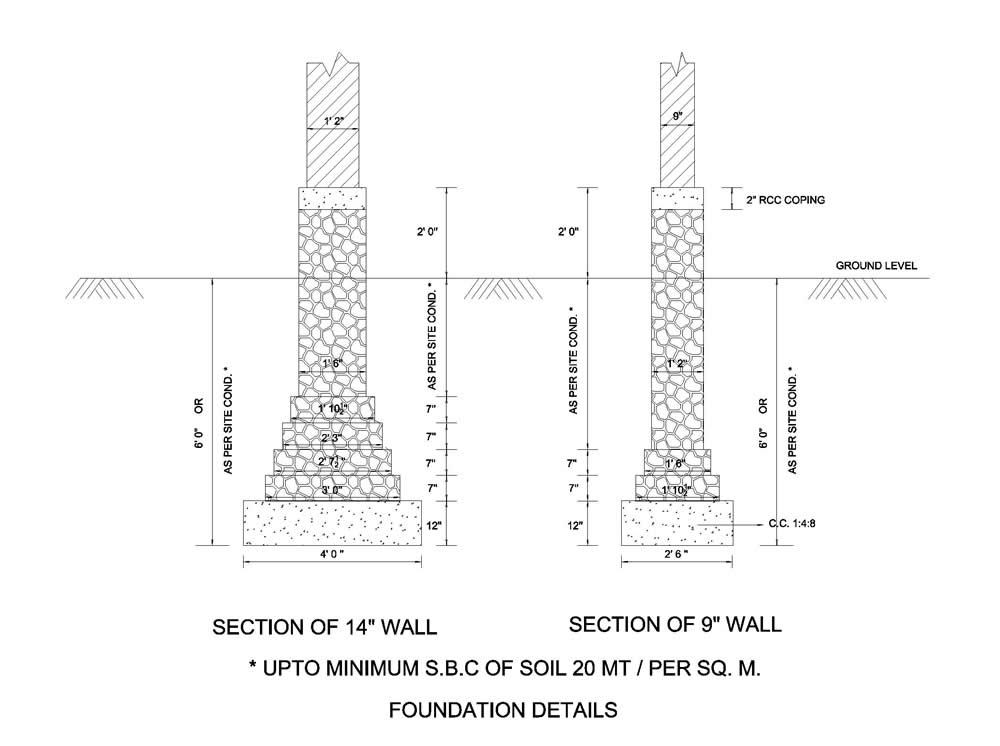 1' 2"
9"
2" RCC COPING
2' 0"
2' 0"
GROUND LEVEL
6' 0" OR
AS PER SITE COND. *
AS PER SITE COND. *
AS PER SITE COND. *
6' 0" OR
AS PER SITE COND. *
1' 6"
1' 2"
1' 10½"
7"
2' 3"
7"
2' 7½"
7"
7"
1' 6"
3' 0"
7"
7"
1' 10½"
12"
12"
C.C. 1:4:8
4' 0"
2' 6"
SECTION OF 14" WALL
SECTION OF 9" WALL
* UPTO MINIMUM S.B.C OF SOIL 20 MT / PER SQ. M.
FOUNDATION DETAILS